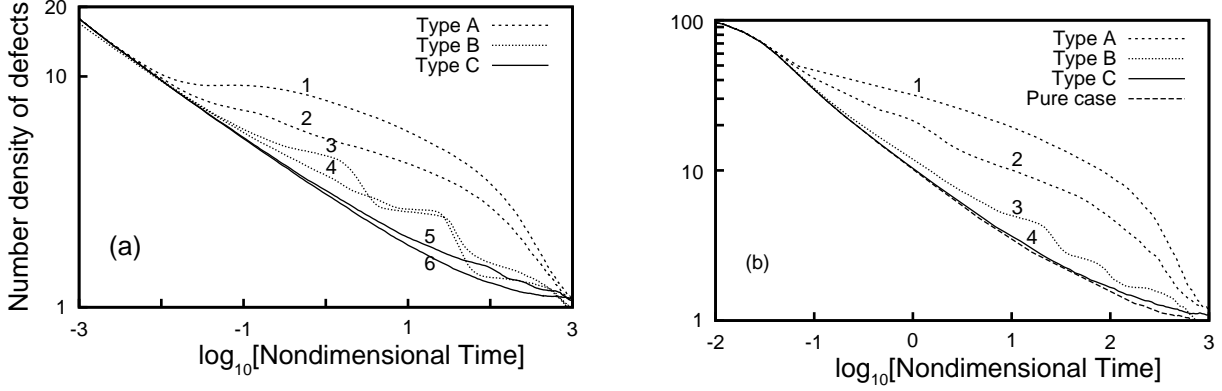 Number density of defects
20
10
1
-3
-1
1
3
log10[Nondimensional Time]
Type A
Type B
Type C
1
2
3
4
5
6
(a)
100
10
1
-2
-1
0
1
2
3
log10[Nondimensional Time]
Type A
Type B
Type C
Pure case
1
2
3
4
(b)